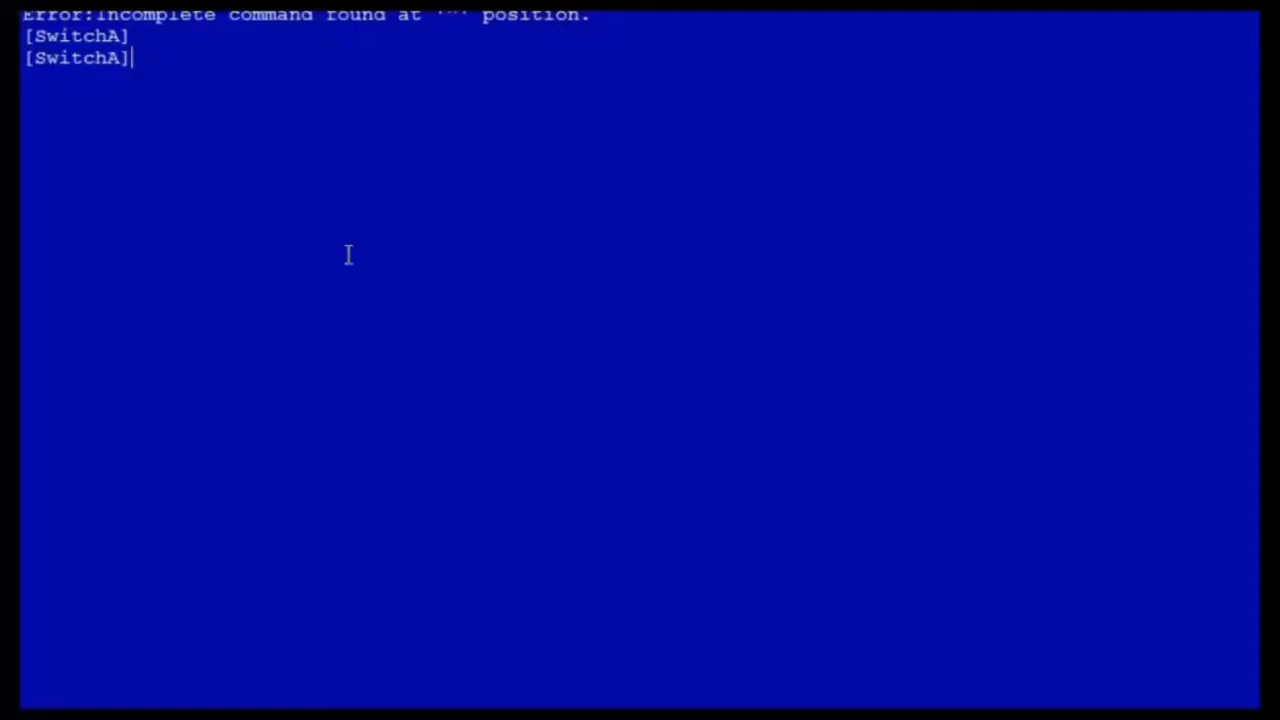 Error:Incomplete command found at '^' position.
[SwitchA]
[SwitchA]